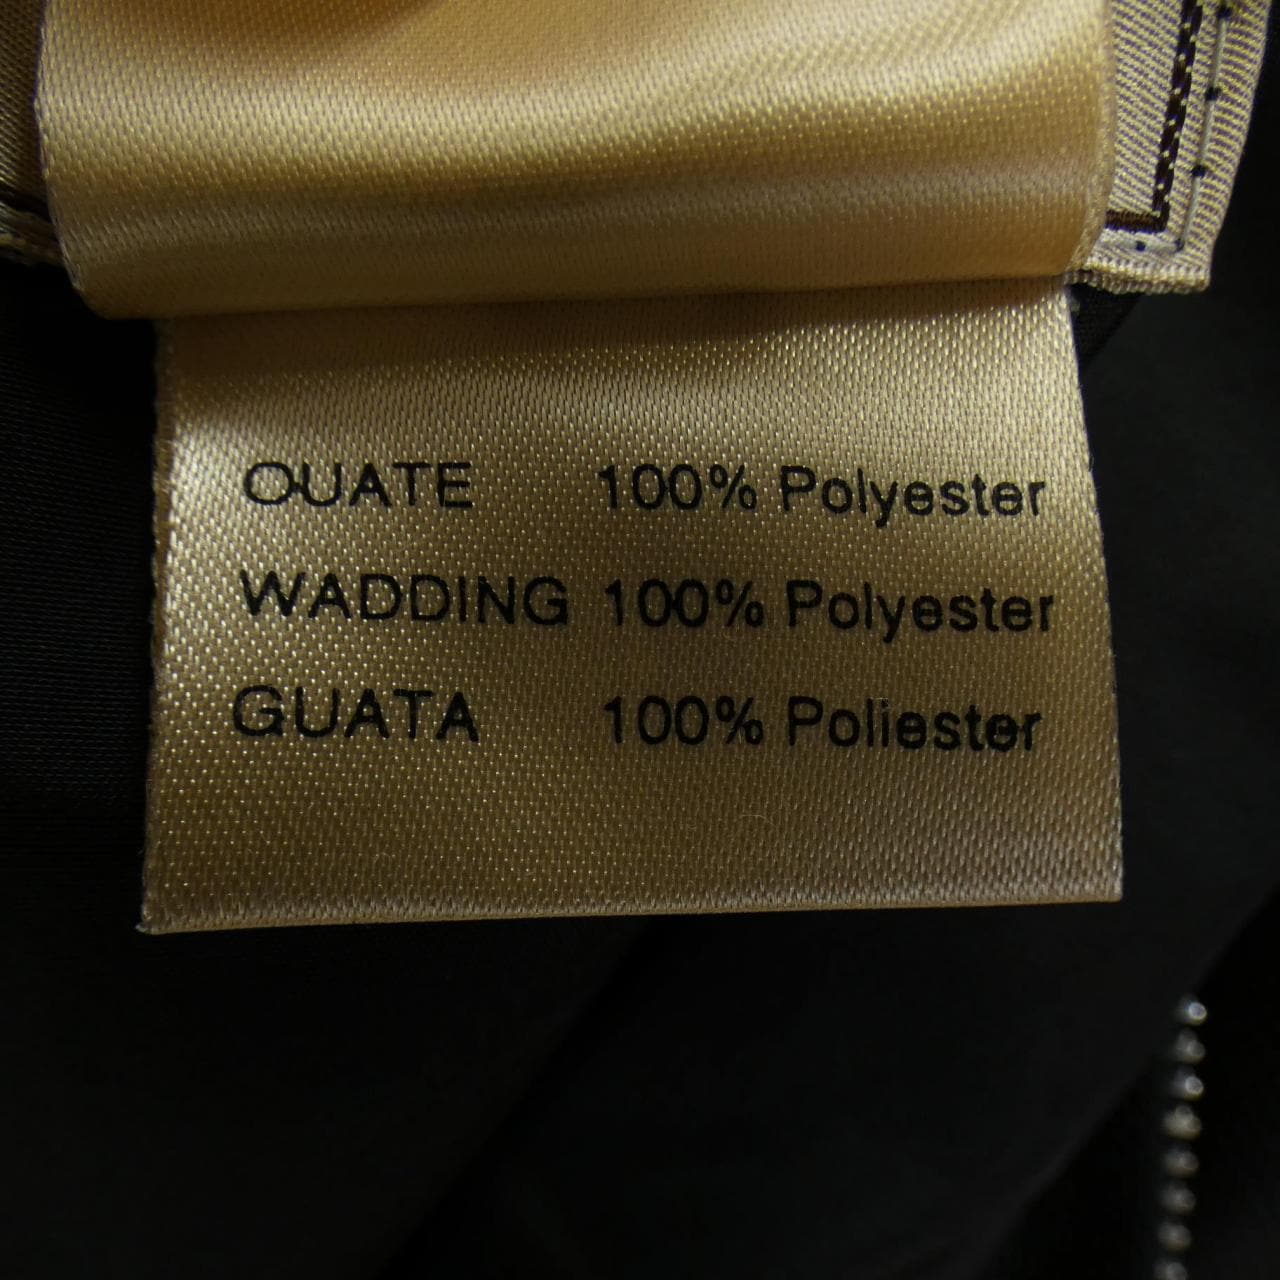 OUATE 100% Polyester
WADDING 100% Polyester
GUATA 100% Poliester